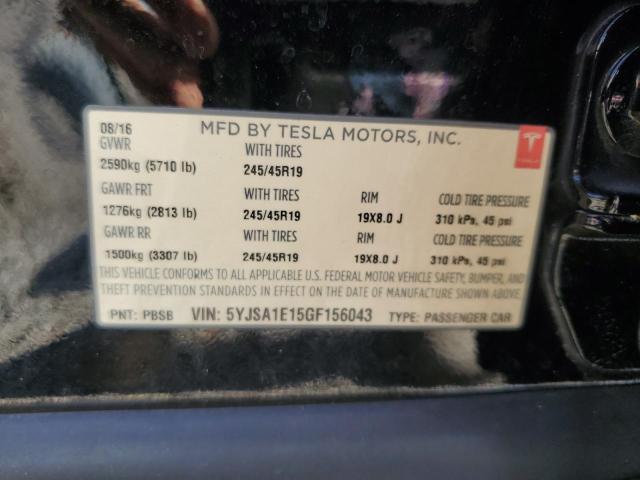 08/16 MFD BY TESLA MOTORS, INC.
GVWR WITH TIRES
2590kg (5710 lb) 245/45R19
GAWR FRT WITH TIRES RIM COLD TIRE PRESSURE
1276kg (2813 lb) 245/45R19 19X8.0 J 310 kPa, 45 psi
GAWR RR WITH TIRES RIM COLD TIRE PRESSURE
1500kg (3307 lb) 245/45R19 19X8.0 J 310 kPa, 45 psi
THIS VEHICLE CONFORMS TO ALL APPLICABLE U.S. FEDERAL MOTOR VEHICLE SAFETY, BUMPER, AND
THEFT PREVENTION STANDARDS IN EFFECT ON THE DATE OF MANUFACTURE SHOWN ABOVE.
PNT: PBSB VIN: 5YJSA1E15GF156043 TYPE: PASSENGER CAR
TESLA